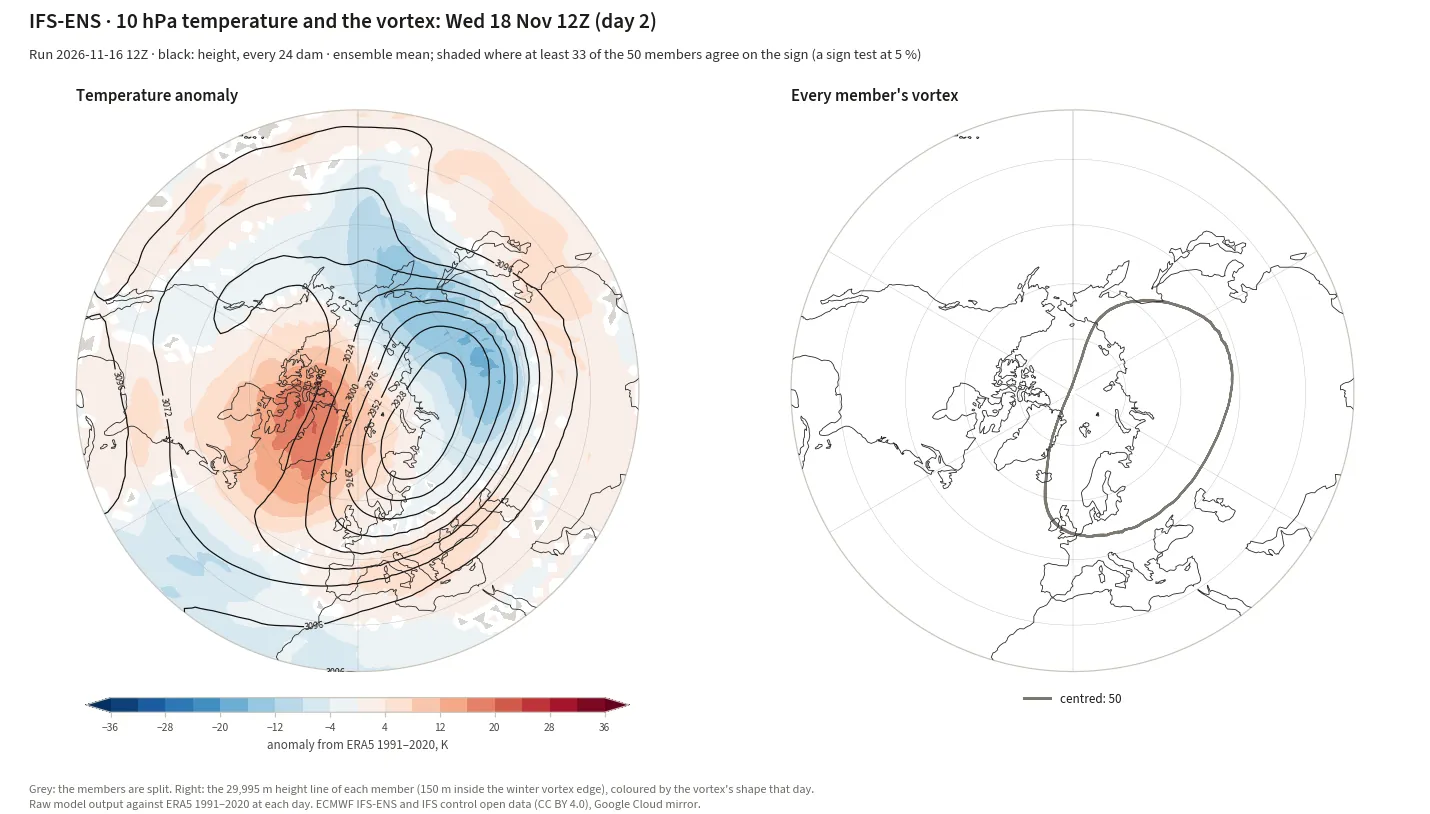 IFS-ENS · 10 hPa temperature and the vortex: Wed 18 Nov 12Z (day 2)
Run 2026-11-16 12Z · black: height, every 24 dam · ensemble mean; shaded where at least 33 of the 50 members agree on the sign (a sign test at 5 %)
Temperature anomaly
Every member's vortex
3096
3024
3096
2976
3000
3072
2952
2928
2976
3096
3096
centred: 50
−36 −28 −20 −12 −4 4 12 20 28 36
anomaly from ERA5 1991–2020, K
Grey: the members are split. Right: the 29,995 m height line of each member (150 m inside the winter vortex edge), coloured by the vortex's shape that day.
Raw model output against ERA5 1991–2020 at each day. ECMWF IFS-ENS and IFS control open data (CC BY 4.0), Google Cloud mirror.